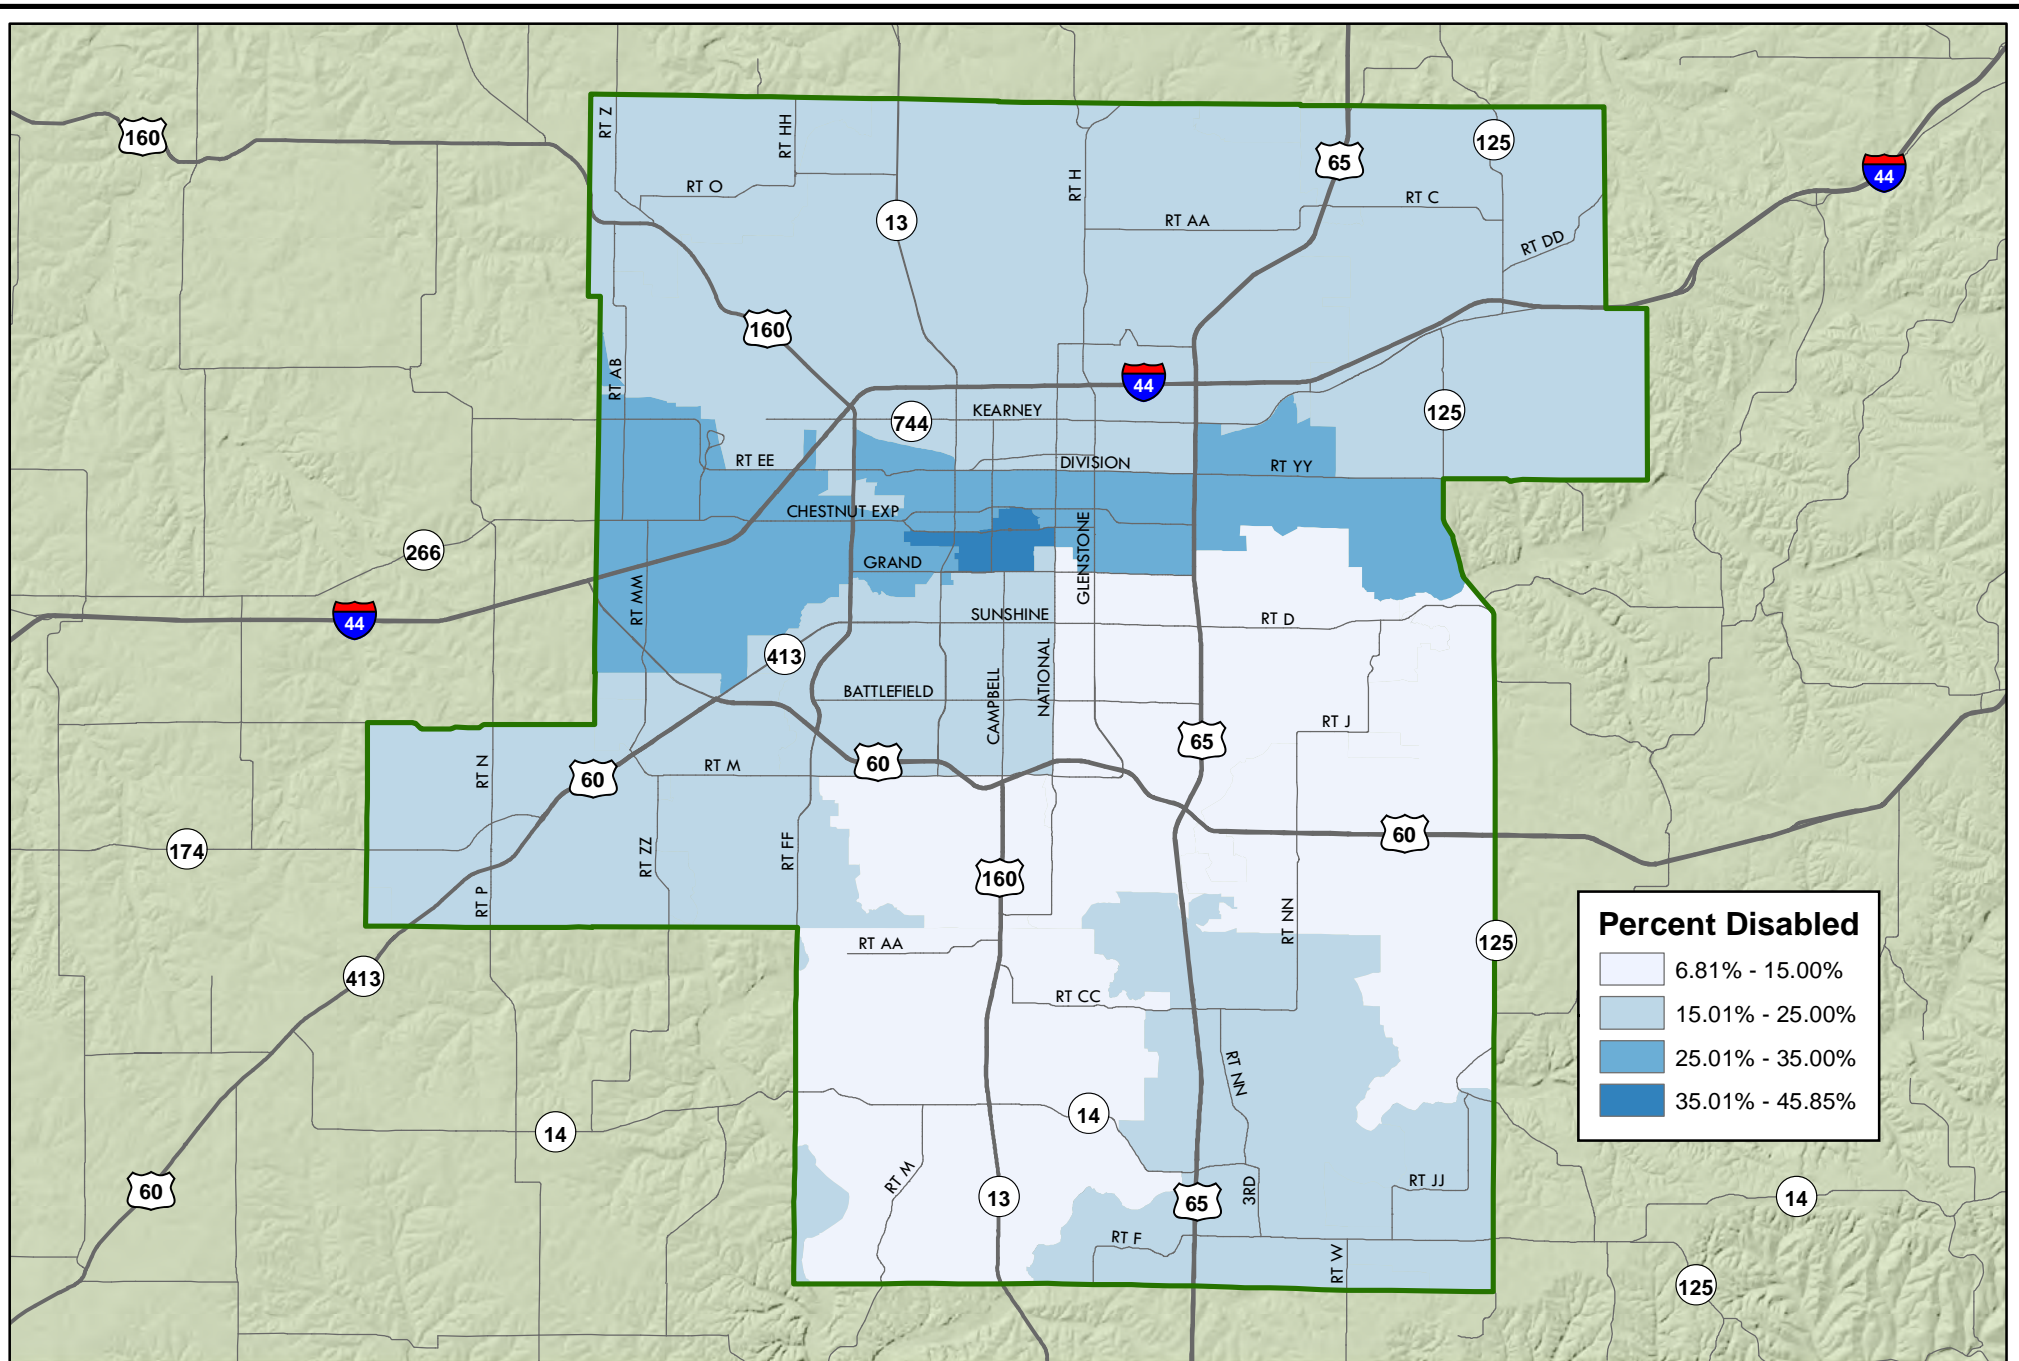 160
RT Z
RT HH
65
125
44
RT O
RT H
RT C
13
RT AA
RT DD
160
RT AB
44
KEARNEY
744
125
RT EE
DIVISION
RT YY
CHESTNUT EXP
266
GRAND
GLENSTONE
44
RT MM
SUNSHINE
RT D
413
NATIONAL
BATTLEFIELD
CAMPBELL
RT J
65
RT N
RT M
60
60
60
174
RT ZZ
RT FF
160
RT P
RT NN
Percent Disabled
6.81% - 15.00%
15.01% - 25.00%
25.01% - 35.00%
35.01% - 45.85%
RT AA
125
413
RT CC
RT NN
14
14
RT M
60
13
65
3RD
RT JJ
14
RT F
RT W
125